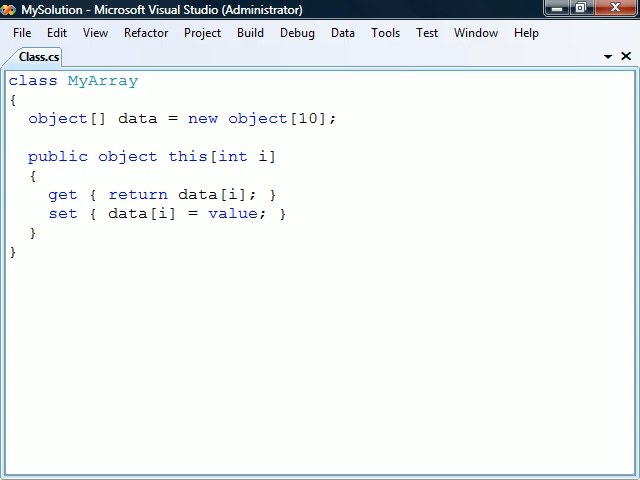 MySolution - Microsoft Visual Studio (Administrator)
File Edit View Refactor Project Build Debug Data Tools Test Window Help
Class.cs
class MyArray
{
  object[] data = new object[10];

  public object this[int i]
  {
    get { return data[i]; }
    set { data[i] = value; }
  }
}